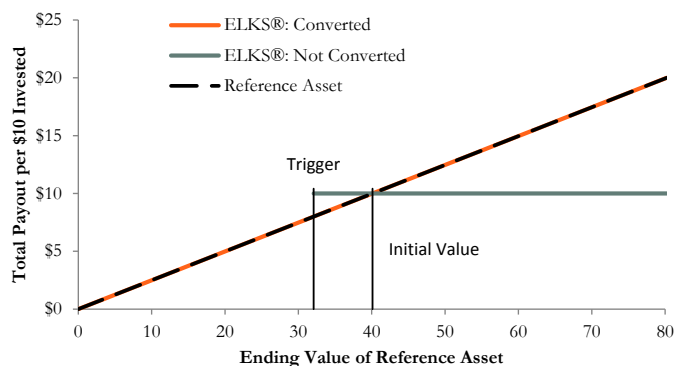 ELKS®: Converted
ELKS®: Not Converted
Reference Asset
Total Payout per $10 Invested
$25
$20
$15
$10
$5
$0
Trigger
Initial Value
0 10 20 30 40 50 60 70 80
Ending Value of Reference Asset